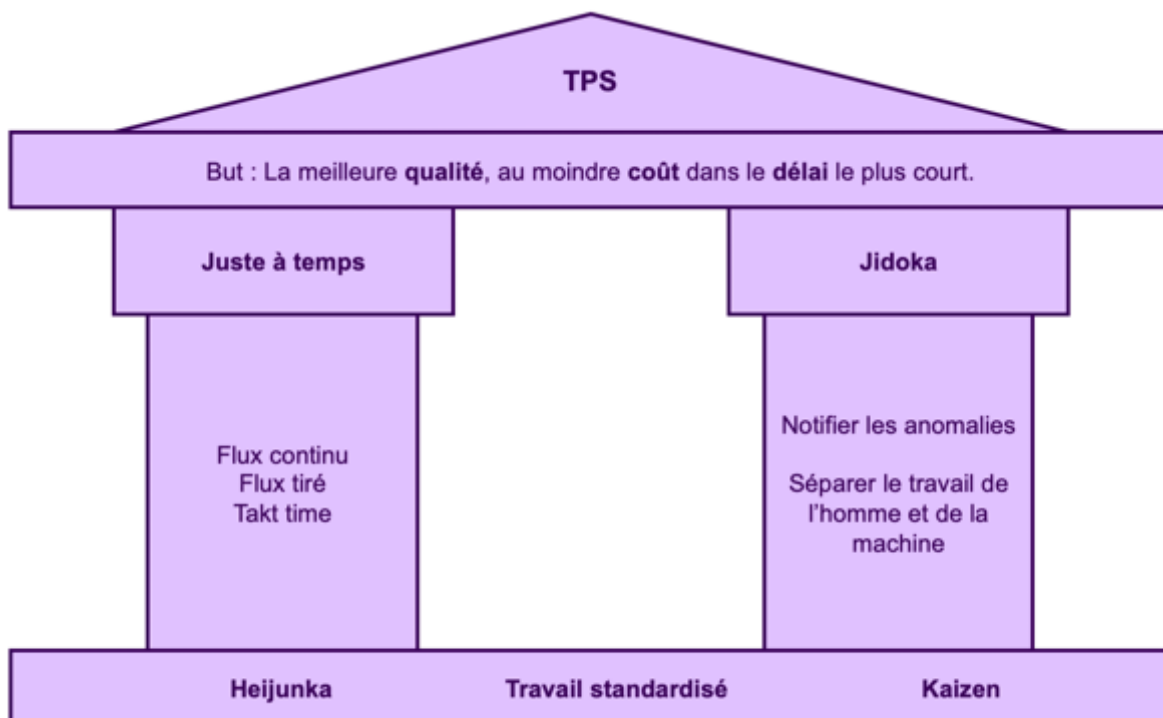 TPS
But : La meilleure qualité, au moindre coût dans le délai le plus court.
Juste à temps
Jidoka
Flux continu
Flux tiré
Takt time
Notifier les anomalies
Séparer le travail de
l'homme et de la
machine
Heijunka
Travail standardisé
Kaizen